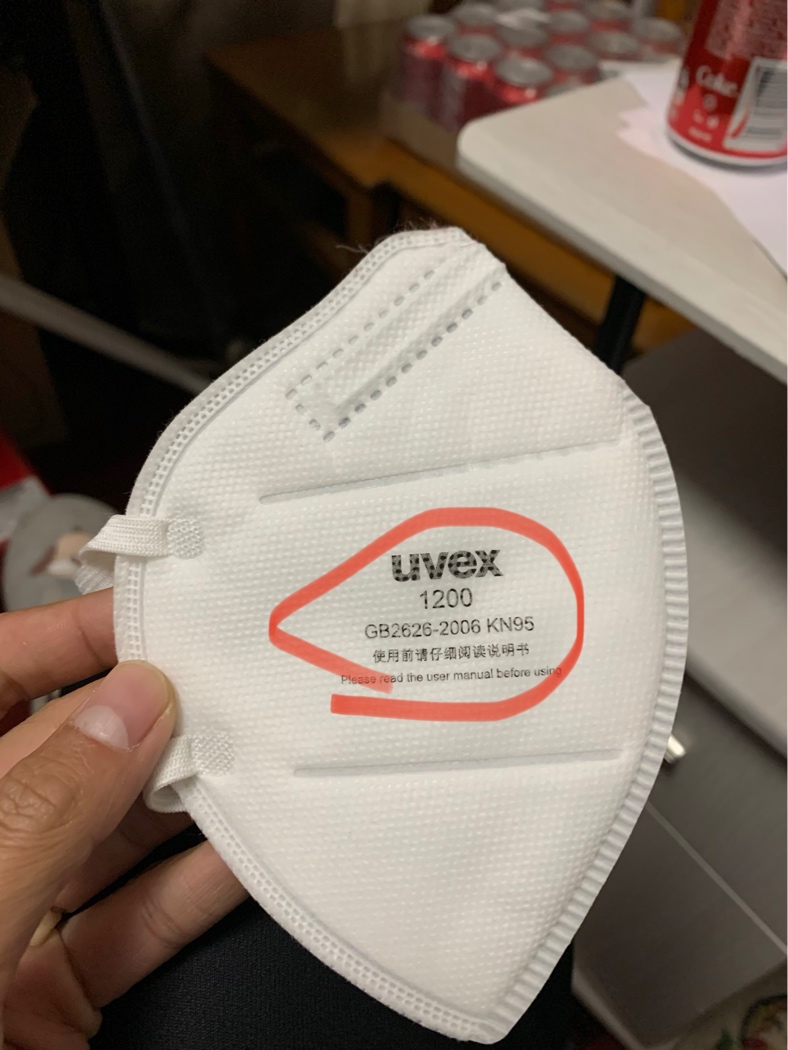 Coke
uvex
1200
GB2626-2006 KN95
使用前请仔细阅读说明书
Please read the user manual before using